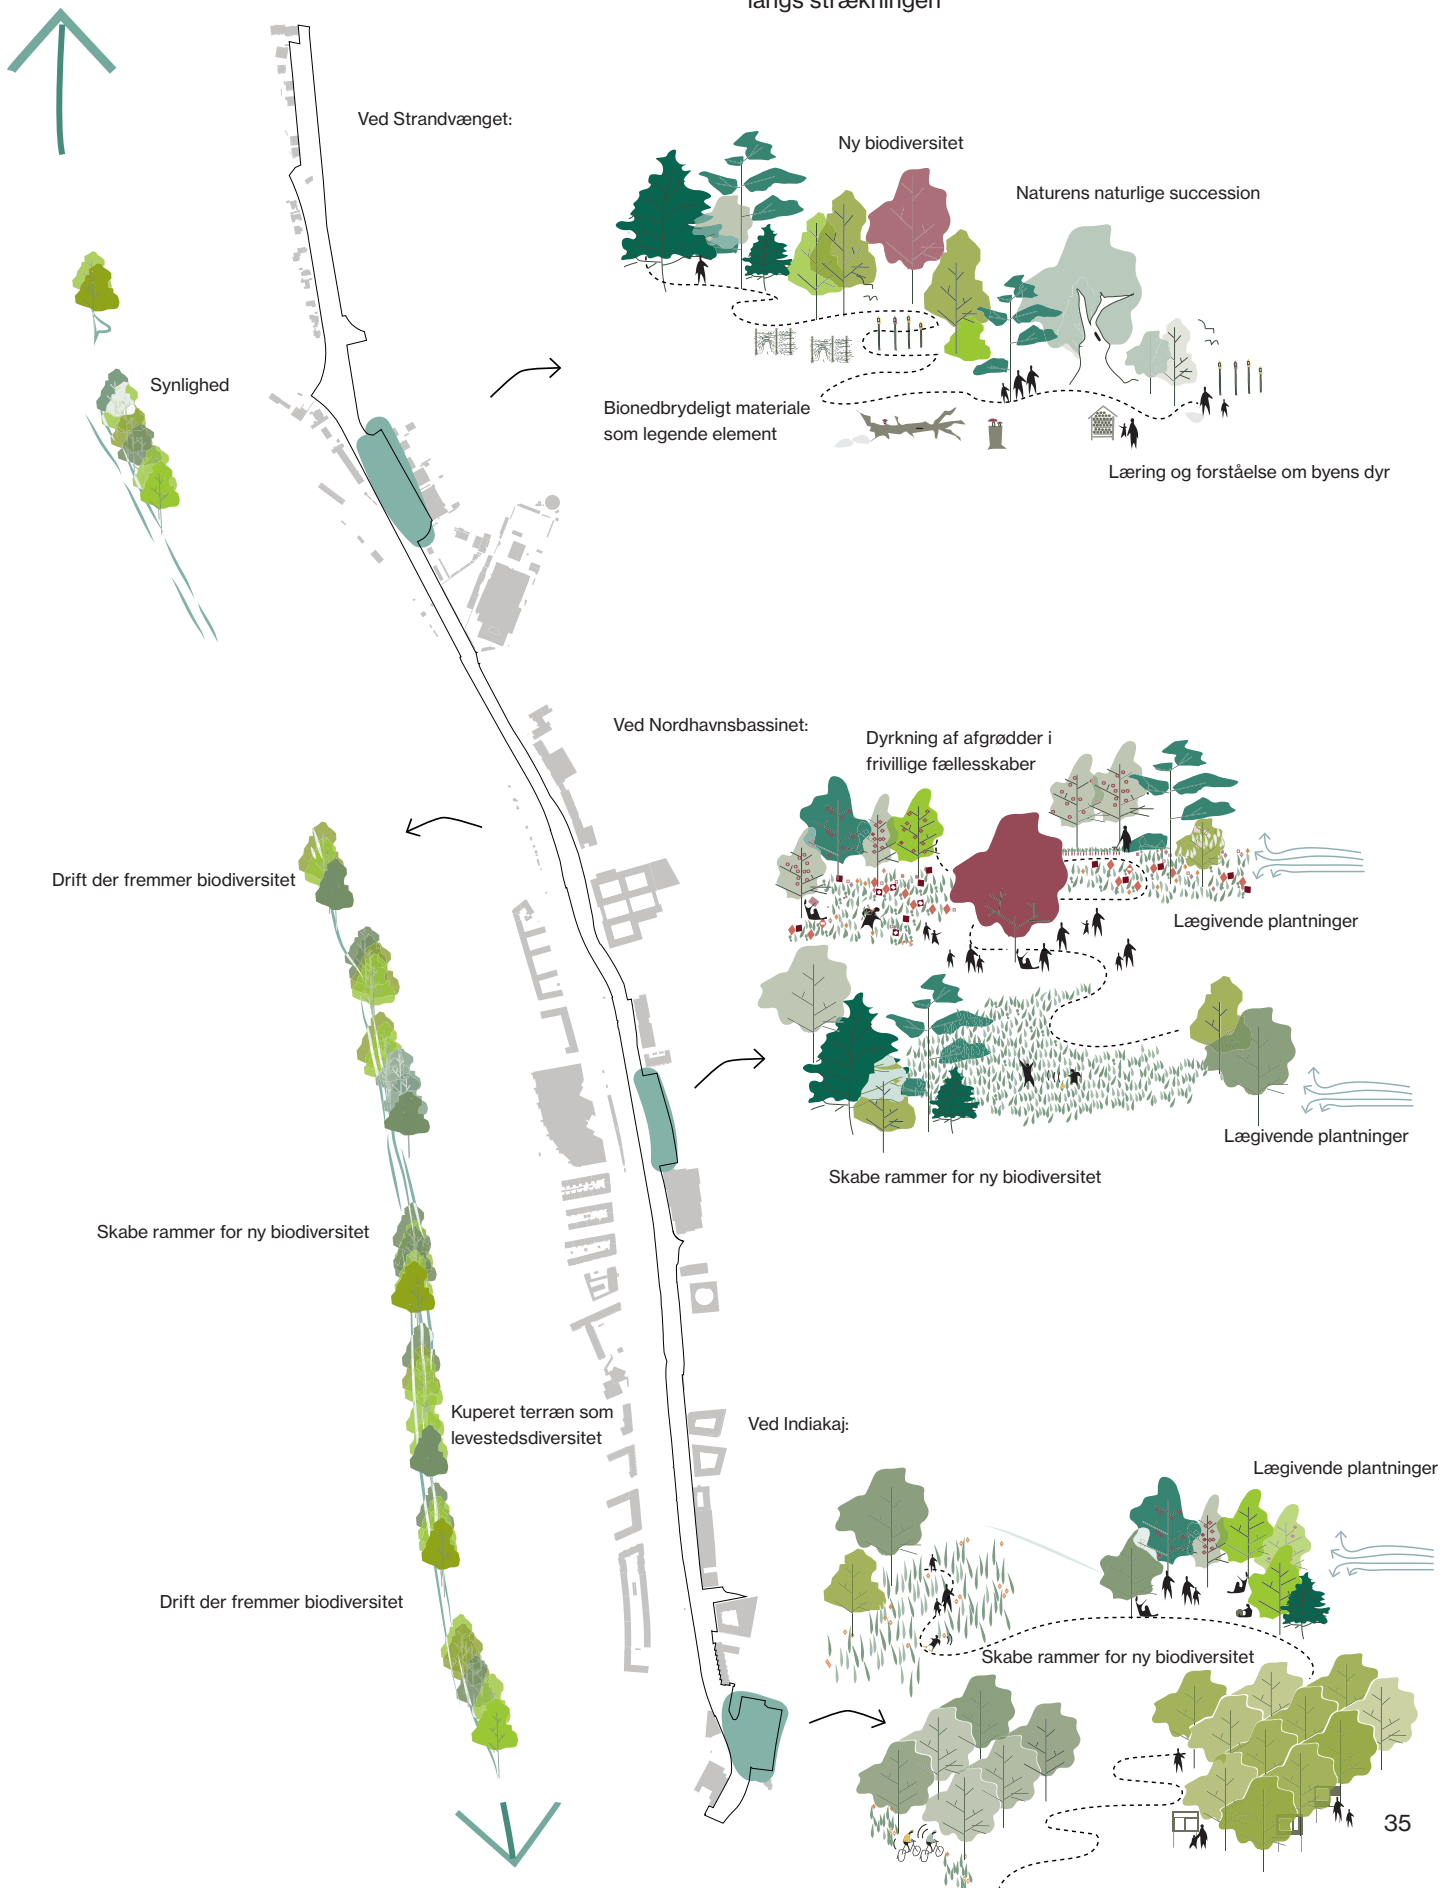 langs strækningen
Ved Strandvænget:
Ny biodiversitet
Naturens naturlige succession
Synlighed
Bionedbrydeligt materiale
som legende element
Læring og forståelse om byens dyr
Ved Nordhavnsbassinet:
Dyrkning af afgrødder i
frivillige fællesskaber
Drift der fremmer biodiversitet
Lægivende plantninger
Lægivende plantninger
Skabe rammer for ny biodiversitet
Skabe rammer for ny biodiversitet
Kuperet terræn som
levestedsdiversitet
Ved Indiakaj:
Lægivende plantninger
Drift der fremmer biodiversitet
Skabe rammer for ny biodiversitet
35